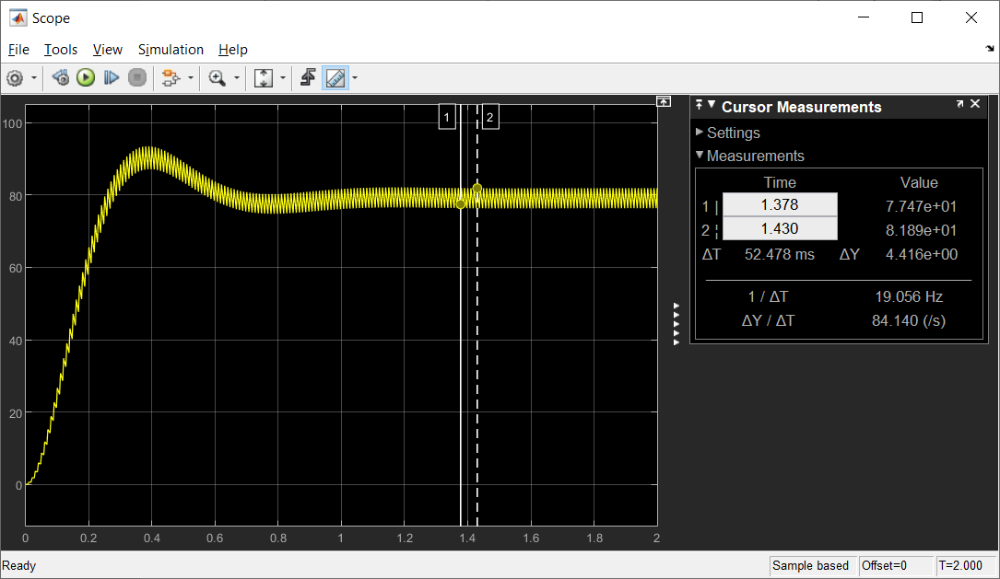 Scope
File Tools View Simulation Help
Cursor Measurements
Settings
Measurements
Time Value
1 | 1.378 7.747e+01
2 ¦ 1.430 8.189e+01
ΔT 52.478 ms ΔY 4.416e+00
1 / ΔT 19.056 Hz
ΔY / ΔT 84.140 (/s)
1 2
100
80
60
40
20
0
0 0.2 0.4 0.6 0.8 1 1.2 1.4 1.6 1.8 2
Ready Sample based Offset=0 T=2.000